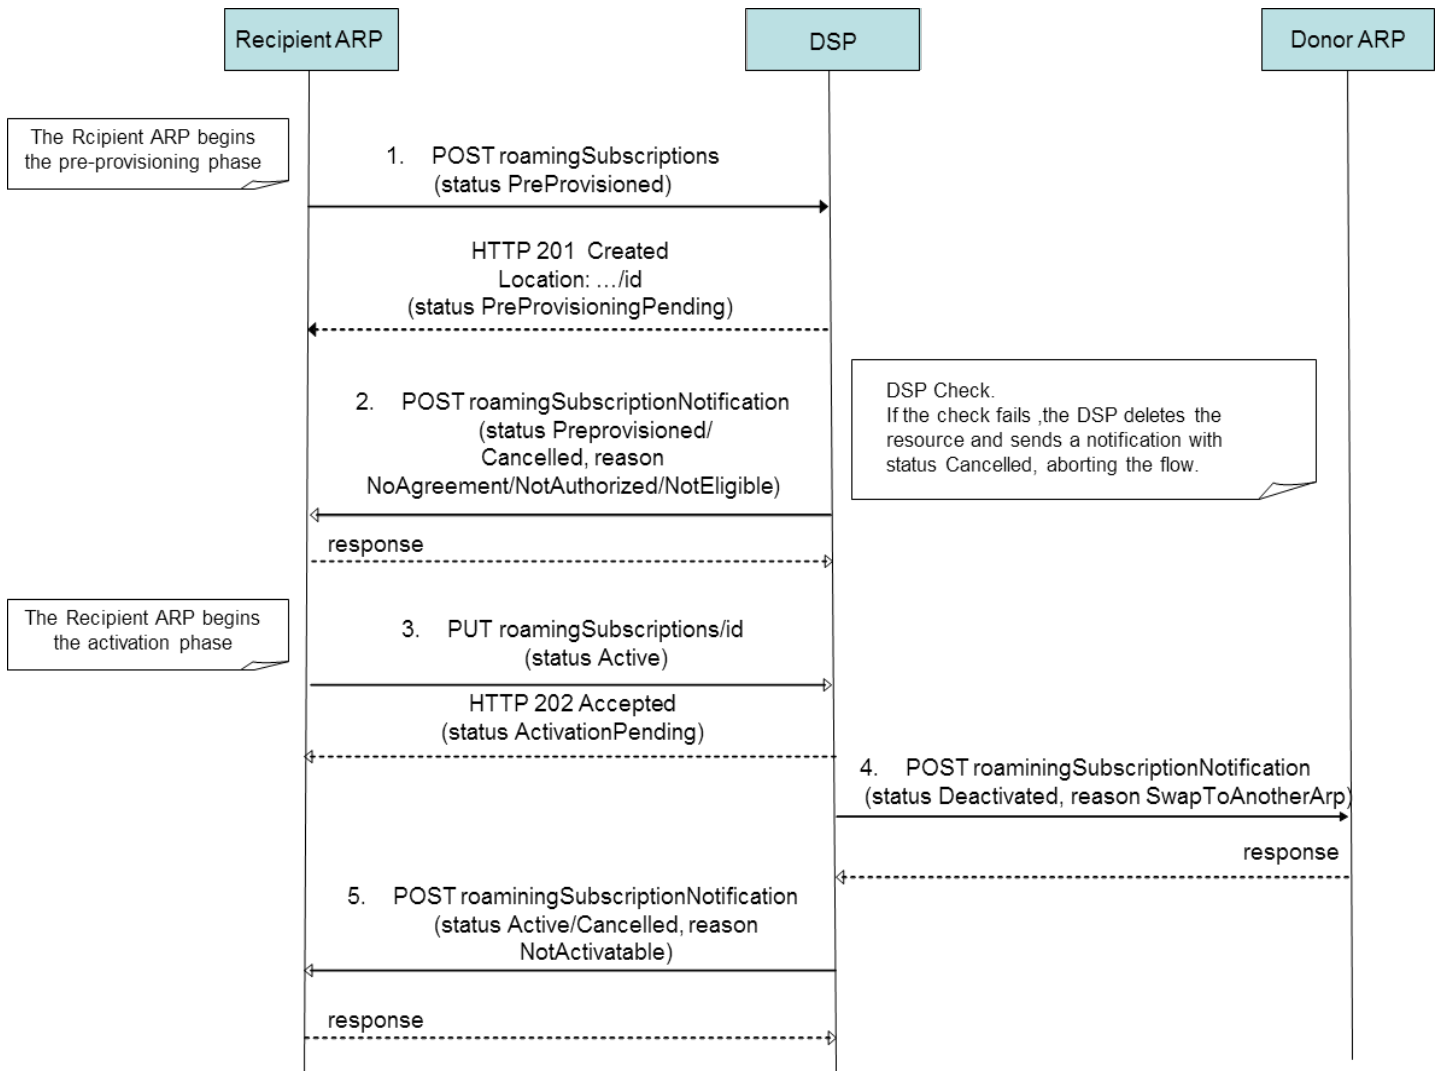 Recipient ARP
DSP
Donor ARP
The Rcipient ARP begins
the pre-provisioning phase
1. POST roamingSubscriptions
(status PreProvisioned)
HTTP 201 Created
Location: …/id
(status PreProvisioningPending)
2. POST roamingSubscriptionNotification
(status Preprovisioned/
Cancelled, reason
NoAgreement/NotAuthorized/NotEligible)
DSP Check.
If the check fails ,the DSP deletes the
resource and sends a notification with
status Cancelled, aborting the flow.
response
The Recipient ARP begins
the activation phase
3. PUT roamingSubscriptions/id
(status Active)
HTTP 202 Accepted
(status ActivationPending)
4. POST roaminingSubscriptionNotification
(status Deactivated, reason SwapToAnotherArp)
response
5. POST roaminingSubscriptionNotification
(status Active/Cancelled, reason
NotActivatable)
response